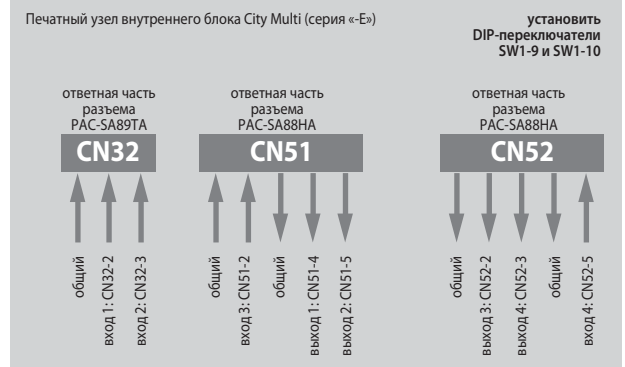 Печатный узел внутреннего блока City Multi (серия «-E»)
установить
DIP-переключатели
SW1-9 и SW1-10
ответная часть
разъема
PAC-SA89TA
CN32
общий
вход 1: CN32-2
вход 2: CN32-3
ответная часть
разъема
PAC-SA88HA
CN51
общий
вход 3: CN51-2
общий
выход 1: CN51-4
выход 2: CN51-5
ответная часть
разъема
PAC-SA88HA
CN52
общий
выход 3: CN52-2
выход 4: CN52-3
общий
вход 4: CN52-5